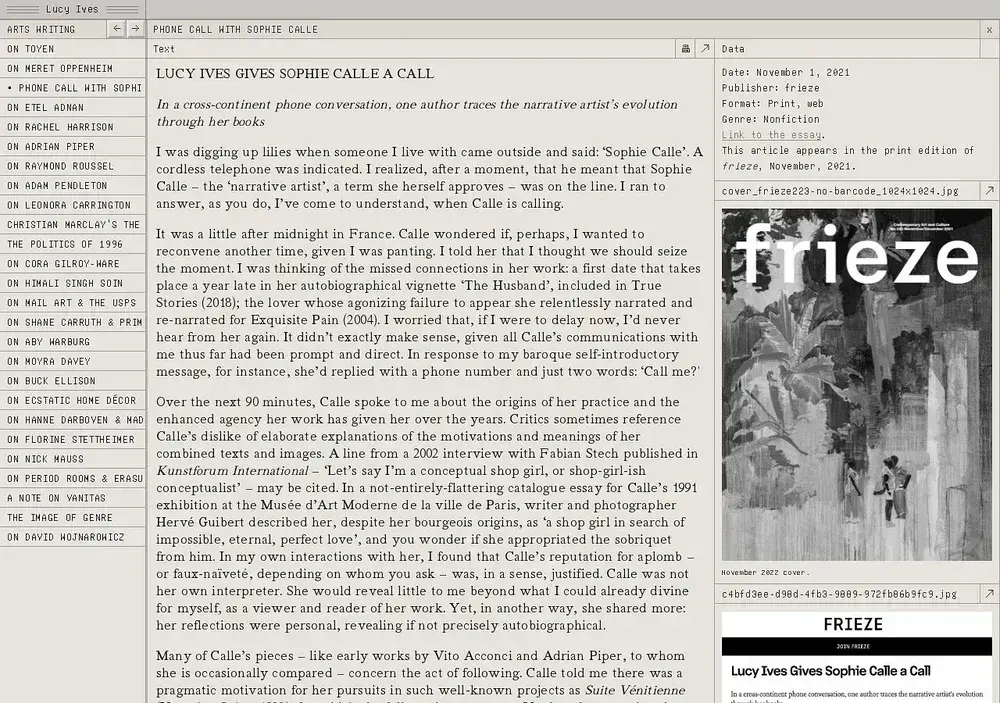 Lucy Ives
ARTS WRITING
← →
ON TOYEN
ON MERET OPPENHEIM
• PHONE CALL WITH SOPHI
ON ETEL ADNAN
ON RACHEL HARRISON
ON ADRIAN PIPER
ON RAYMOND ROUSSEL
ON ADAM PENDLETON
ON LEONORA CARRINGTON
CHRISTIAN MARCLAY'S THE
THE POLITICS OF 1996
ON CORA GILROY-WARE
ON HIMALI SINGH SOIN
ON MAIL ART & THE USPS
ON SHANE CARRUTH & PRIM
ON ABY WARBURG
ON MOYRA DAVEY
ON BUCK ELLISON
ON ECSTATIC HOME DÉCOR
ON HANNE DARBOVEN & MAD
ON FLORINE STETTHEIMER
ON NICK MAUSS
ON PERIOD ROOMS & ERASU
A NOTE ON VANITAS
THE IMAGE OF GENRE
ON DAVID WOJNAROWICZ
PHONE CALL WITH SOPHIE CALLE
x
Text
LUCY IVES GIVES SOPHIE CALLE A CALL
In a cross-continent phone conversation, one author traces the narrative artist's evolution
through her books
I was digging up lilies when someone I live with came outside and said: ‘Sophie Calle’. A
cordless telephone was indicated. I realized, after a moment, that he meant that Sophie
Calle – the ‘narrative artist’, a term she herself approves – was on the line. I ran to
answer, as you do, I’ve come to understand, when Calle is calling.
It was a little after midnight in France. Calle wondered if, perhaps, I wanted to
reconvene another time, given I was panting. I told her that I thought we should seize
the moment. I was thinking of the missed connections in her work: a first date that takes
place a year late in her autobiographical vignette ‘The Husband’, included in True
Stories (2018); the lover whose agonizing failure to appear she relentlessly narrated and
re-narrated for Exquisite Pain (2004). I worried that, if I were to delay now, I’d never
hear from her again. It didn’t exactly make sense, given all Calle’s communications with
me thus far had been prompt and direct. In response to my baroque self-introductory
message, for instance, she’d replied with a phone number and just two words: ‘Call me?'
Over the next 90 minutes, Calle spoke to me about the origins of her practice and the
enhanced agency her work has given her over the years. Critics sometimes reference
Calle’s dislike of elaborate explanations of the motivations and meanings of her
combined texts and images. A line from a 2002 interview with Fabian Stech published in
Kunstforum International – ‘Let’s say I’m a conceptual shop girl, or shop-girl-ish
conceptualist’ – may be cited. In a not-entirely-flattering catalogue essay for Calle’s 1991
exhibition at the Musée d’Art Moderne de la ville de Paris, writer and photographer
Hervé Guibert described her, despite her bourgeois origins, as ‘a shop girl in search of
impossible, eternal, perfect love’, and you wonder if she appropriated the sobriquet
from him. In my own interactions with her, I found that Calle’s reputation for aplomb –
or faux-naïveté, depending on whom you ask – was, in a sense, justified. Calle was not
her own interpreter. She would reveal little to me beyond what I could already divine
for myself, as a viewer and reader of her work. Yet, in another way, she shared more:
her reflections were personal, revealing if not precisely autobiographical.
Many of Calle’s pieces – like early works by Vito Acconci and Adrian Piper, to whom
she is occasionally compared – concern the act of following. Calle told me there was a
pragmatic motivation for her pursuits in such well-known projects as Suite Vénitienne
Data
Date: November 1, 2021
Publisher: frieze
Format: Print, web
Genre: Nonfiction
Link to the essay.
This article appears in the print edition of
frieze, November, 2021.
cover_frieze223-no-barcode_1024x1024.jpg
frieze
November 2022 cover.
c4bfd3ee-d90d-4fb3-9089-972fb06b9fc9.jpg
FRIEZE
JOIN FRIEZE
Lucy Ives Gives Sophie Calle a Call
In a cross-continent phone conversation, one author traces the narrative artist's evolution